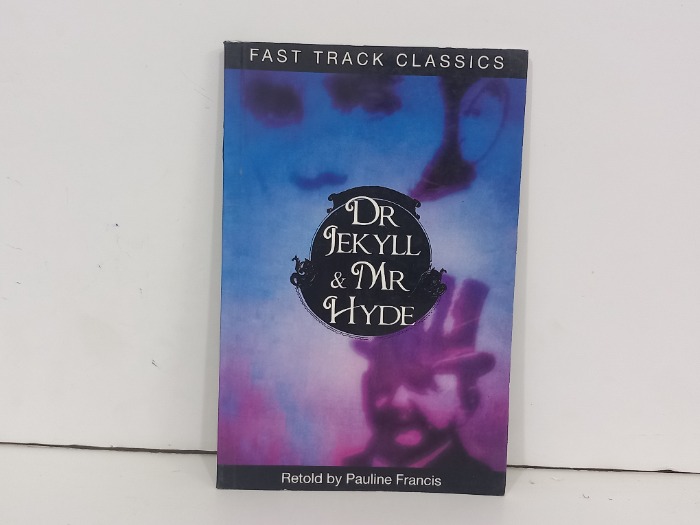 FAST TRACK CLASSICS
DR
JEKYLL
& MR
HYDE
Retold by Pauline Francis